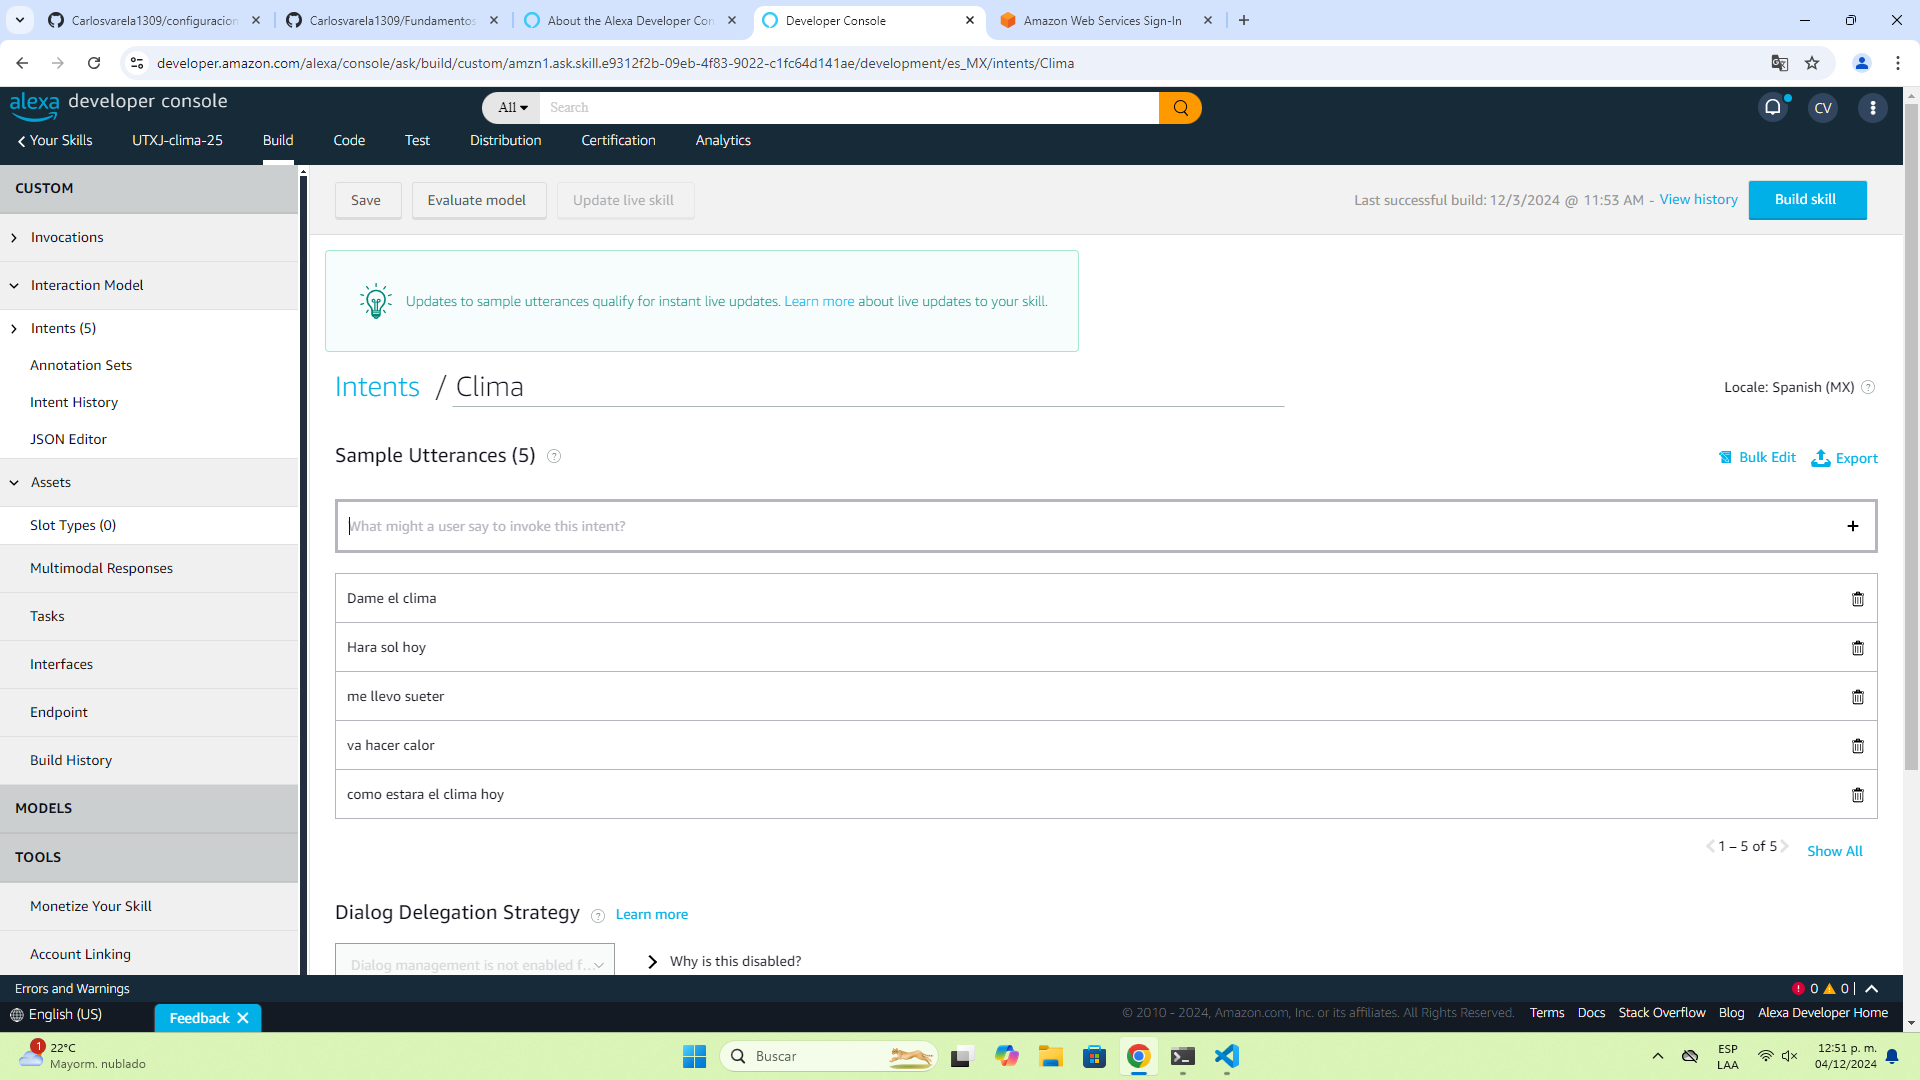 Carlosvarela1309/configuracion
Carlosvarela1309/Fundamentos
About the Alexa Developer Con
Developer Console
Amazon Web Services Sign-In
developer.amazon.com/alexa/console/ask/build/custom/amzn1.ask.skill.e9312f2b-09eb-4f83-9022-c1fc64d141ae/development/es_MX/intents/Clima
alexa developer console
All
Search
CV
Your Skills
UTXJ-clima-25
Build
Code
Test
Distribution
Certification
Analytics
CUSTOM
Invocations
Interaction Model
Intents (5)
Annotation Sets
Intent History
JSON Editor
Assets
Slot Types (0)
Multimodal Responses
Tasks
Interfaces
Endpoint
Build History
MODELS
TOOLS
Monetize Your Skill
Account Linking
Save
Evaluate model
Update live skill
Last successful build: 12/3/2024 @ 11:53 AM - View history
Build skill
Updates to sample utterances qualify for instant live updates. Learn more about live updates to your skill.
Intents / Clima
Locale: Spanish (MX)
Sample Utterances (5)
Bulk Edit
Export
What might a user say to invoke this intent?
Dame el clima
Hara sol hoy
me llevo sueter
va hacer calor
como estara el clima hoy
1 – 5 of 5
Show All
Dialog Delegation Strategy
Learn more
Dialog management is not enabled f...
Why is this disabled?
Errors and Warnings
0
0
English (US)
Feedback
© 2010 - 2024, Amazon.com, Inc. or its affiliates. All Rights Reserved.
Terms
Docs
Stack Overflow
Blog
Alexa Developer Home
1
22°C
Mayorm. nublado
Buscar
ESP
LAA
12:51 p. m.
04/12/2024